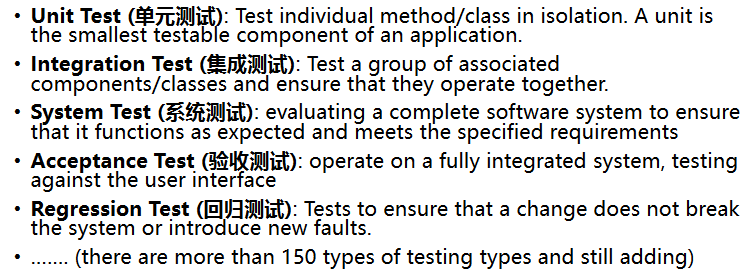 • Unit Test (单元测试): Test individual method/class in isolation. A unit is
the smallest testable component of an application.
• Integration Test (集成测试): Test a group of associated
components/classes and ensure that they operate together.
• System Test (系统测试): evaluating a complete software system to ensure
that it functions as expected and meets the specified requirements
• Acceptance Test (验收测试): operate on a fully integrated system, testing
against the user interface
• Regression Test (回归测试): Tests to ensure that a change does not break
the system or introduce new faults.
• ....... (there are more than 150 types of testing types and still adding)